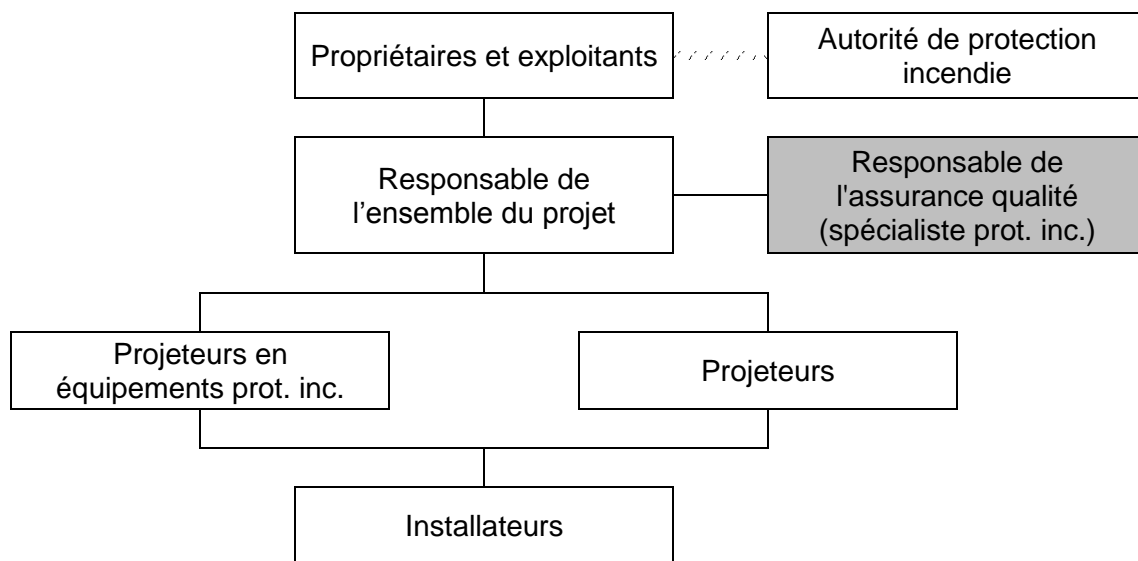 Propriétaires et exploitants
Autorité de protection
incendie
Responsable de
l’ensemble du projet
Responsable de
l'assurance qualité
(spécialiste prot. inc.)
Projeteurs en
équipements prot. inc.
Projeteurs
Installateurs